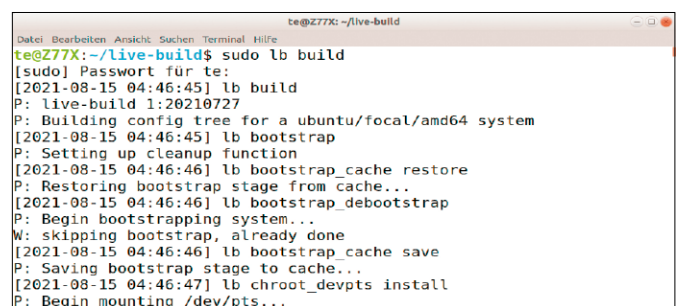 te@Z77X: ~/live-build
Datei Bearbeiten Ansicht Suchen Terminal Hilfe
te@Z77X:~/live-build$ sudo lb build
[sudo] Passwort für te:
[2021-08-15 04:46:45] lb build
P: live-build 1:20210727
P: Building config tree for a ubuntu/focal/amd64 system
[2021-08-15 04:46:45] lb bootstrap
P: Setting up cleanup function
[2021-08-15 04:46:46] lb bootstrap_cache restore
P: Restoring bootstrap stage from cache...
[2021-08-15 04:46:46] lb bootstrap_debootstrap
P: Begin bootstrapping system...
W: skipping bootstrap, already done
[2021-08-15 04:46:46] lb bootstrap_cache save
P: Saving bootstrap stage to cache...
[2021-08-15 04:46:47] lb chroot_devpts install
P: Begin mounting /dev/pts...